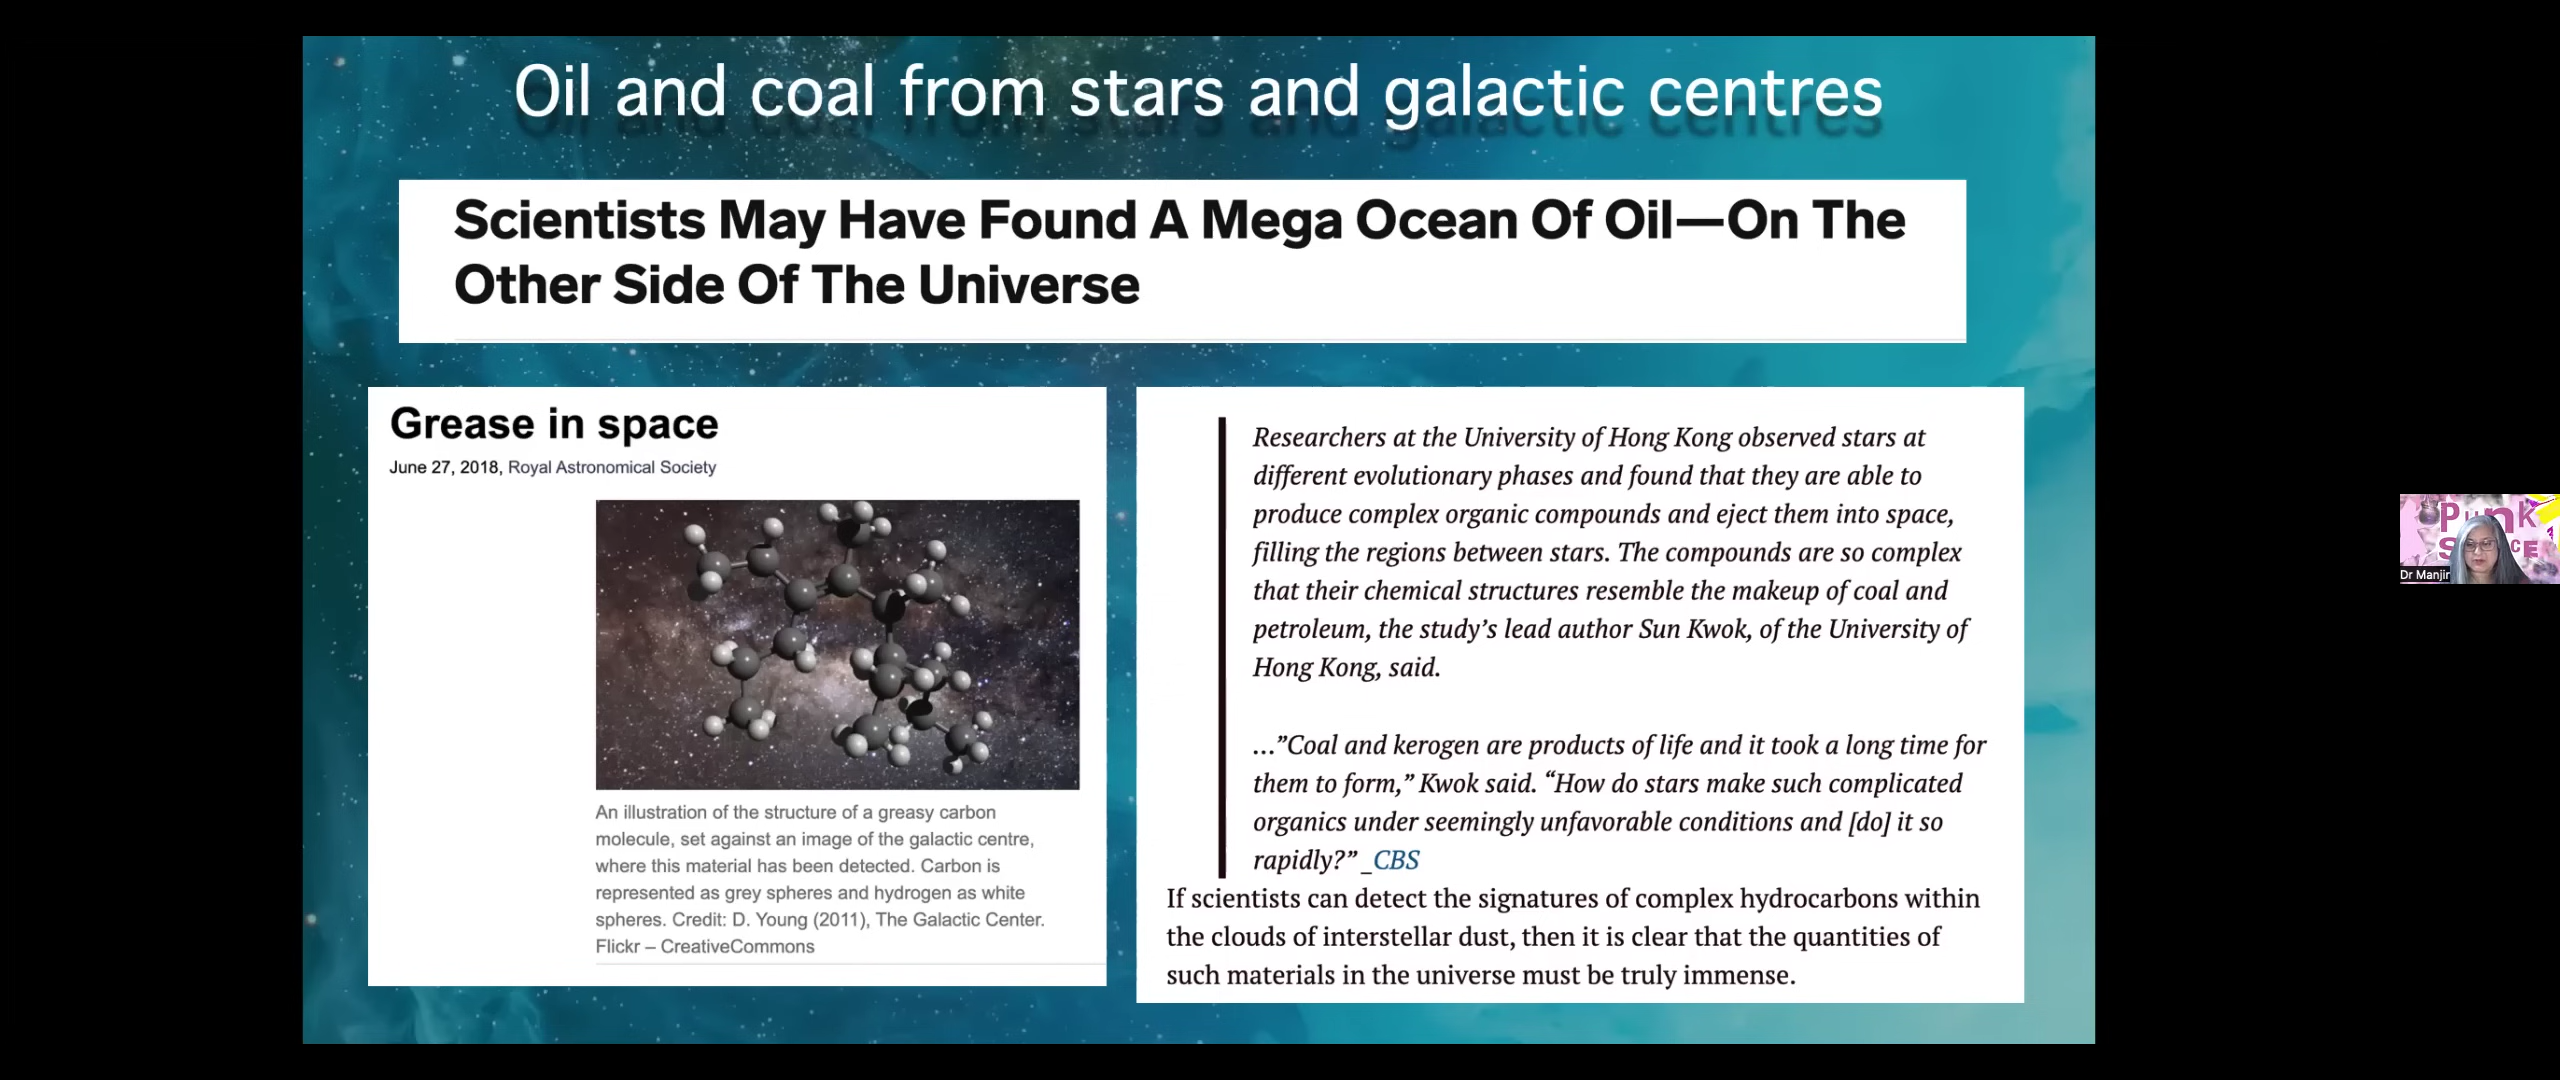 Oil and coal from stars and galactic centres
Scientists May Have Found A Mega Ocean Of Oil—On The
Other Side Of The Universe
Grease in space
June 27, 2018, Royal Astronomical Society
An illustration of the structure of a greasy carbon
molecule, set against an image of the galactic centre,
where this material has been detected. Carbon is
represented as grey spheres and hydrogen as white
spheres. Credit: D. Young (2011), The Galactic Center.
Flickr – CreativeCommons
Researchers at the University of Hong Kong observed stars at
different evolutionary phases and found that they are able to
produce complex organic compounds and eject them into space,
filling the regions between stars. The compounds are so complex
that their chemical structures resemble the makeup of coal and
petroleum, the study’s lead author Sun Kwok, of the University of
Hong Kong, said.
…”Coal and kerogen are products of life and it took a long time for
them to form,” Kwok said. “How do stars make such complicated
organics under seemingly unfavorable conditions and [do] it so
rapidly?” _CBS
If scientists can detect the signatures of complex hydrocarbons within
the clouds of interstellar dust, then it is clear that the quantities of
such materials in the universe must be truly immense.
Punk
Dr Manjir